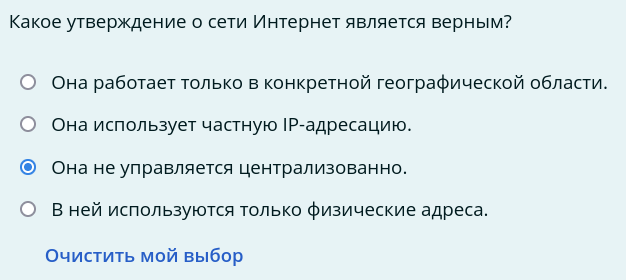 Какое утверждение о сети Интернет является верным?
Она работает только в конкретной географической области.
Она использует частную IP-адресацию.
Она не управляется централизованно.
В ней используются только физические адреса.
Очистить мой выбор